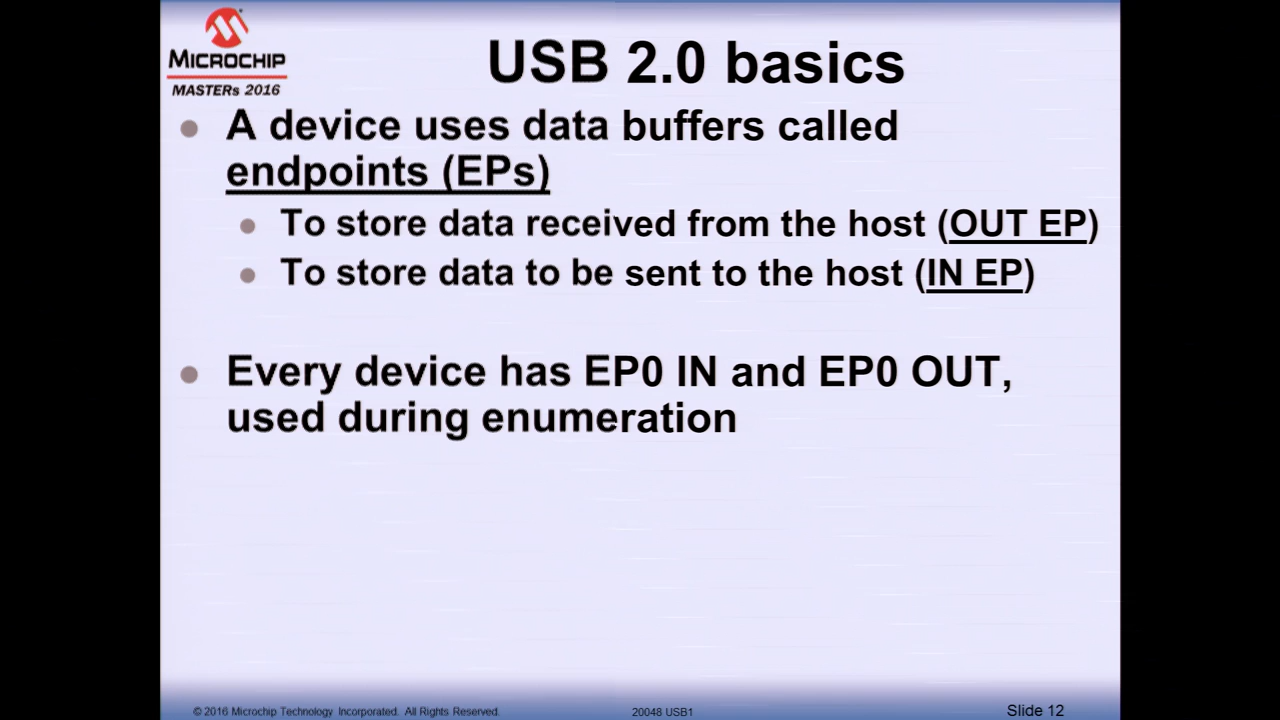 MICROCHIP
MASTERs 2016
USB 2.0 basics
A device uses data buffers called
endpoints (EPs)
To store data received from the host (OUT EP)
To store data to be sent to the host (IN EP)
Every device has EP0 IN and EP0 OUT,
used during enumeration
© 2016 Microchip Technology Incorporated. All Rights Reserved.
20048 USB1
Slide 12